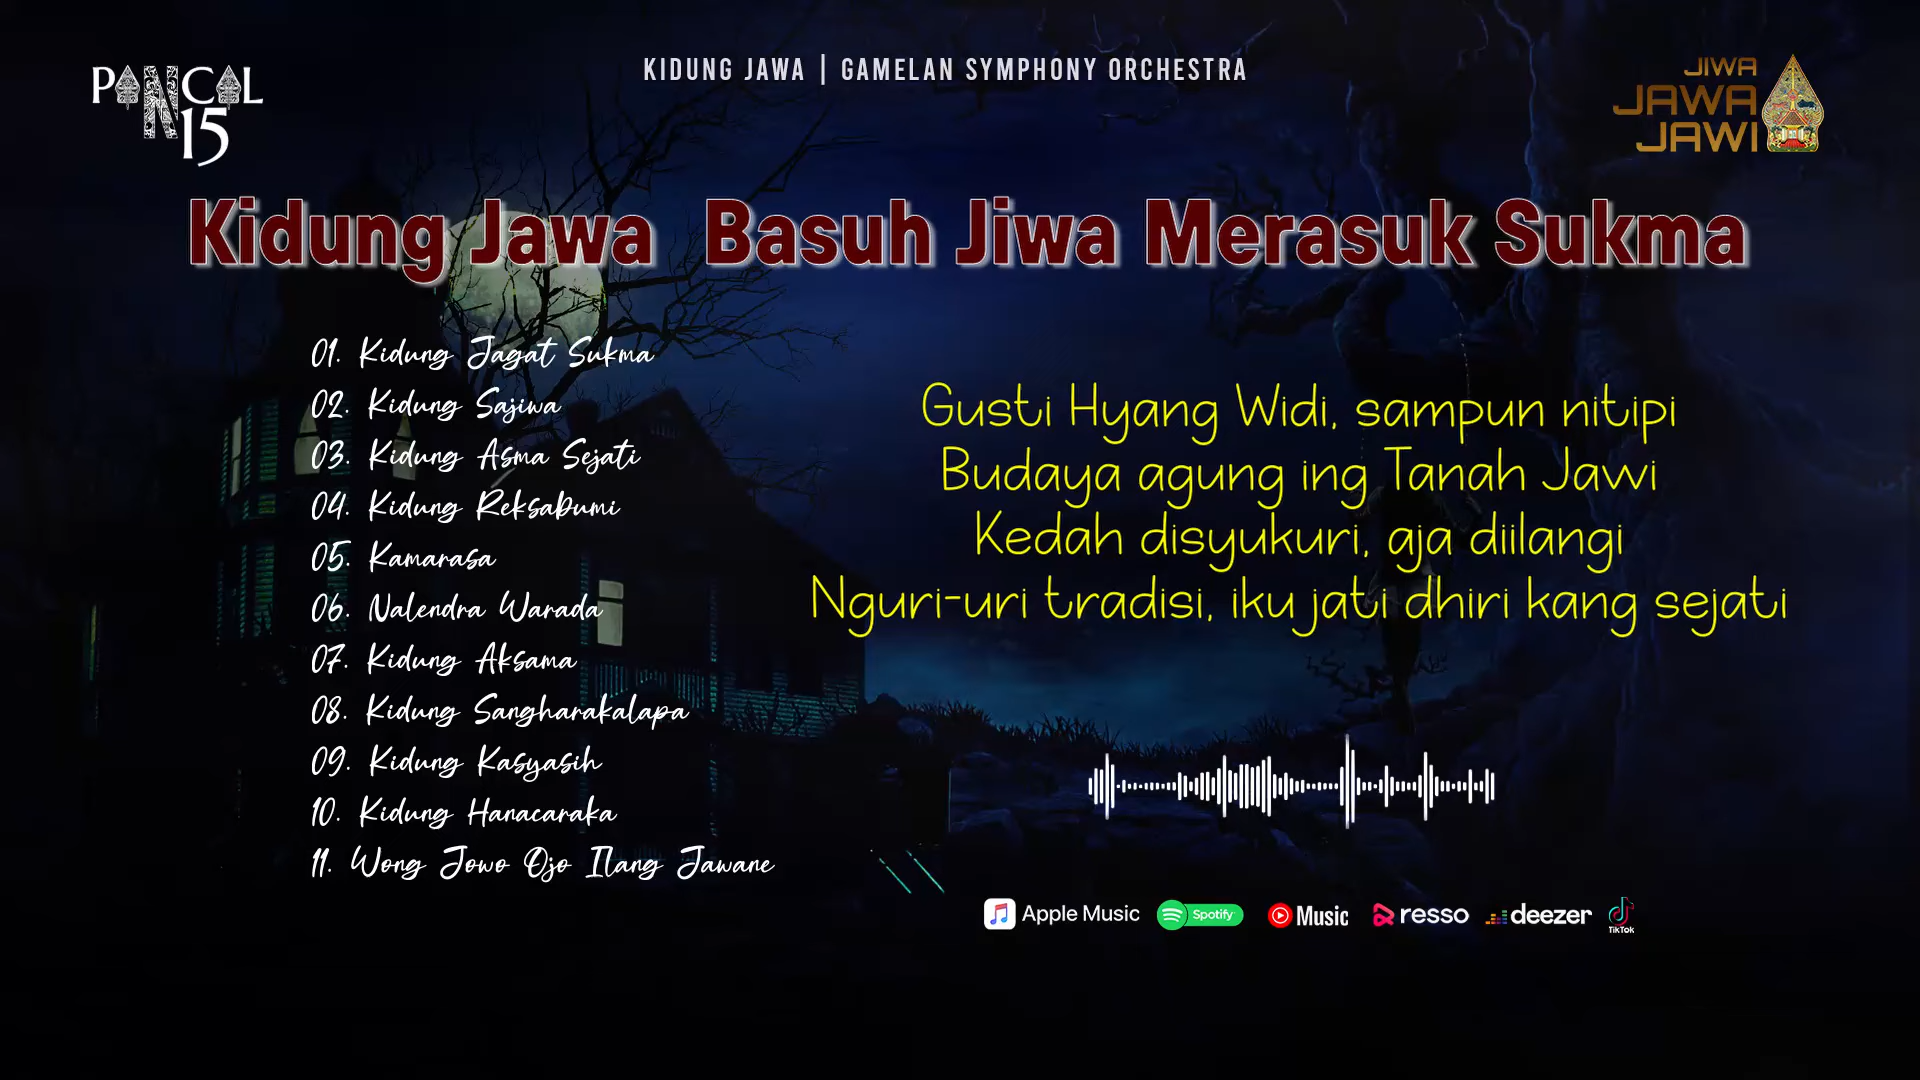 PANCAL
15
KIDUNG JAWA | GAMELAN SYMPHONY ORCHESTRA
JIWA
JAWA
JAWI
Kidung Jawa Basuh Jiwa Merasuk Sukma
01. Kidung Jagat Sukma
02. Kidung Sajiwa
03. Kidung Asma Sejati
04. Kidung Reksabumi
05. Kamarasa
06. Nalendra Warada
07. Kidung Aksama
08. Kidung Sangharakalapa
09. Kidung Kasyasih
10. Kidung Hanacaraka
11. Wong Jowo Ojo Ilang Jawane
Gusti Hyang Widi, sampun nitipi
Budaya agung ing Tanah Jawi
Kedah disyukuri, aja diilangi
Nguri-uri tradisi, iku jati dhiri kang sejati
Apple Music
Spotify
Music
resso
deezer
TikTok